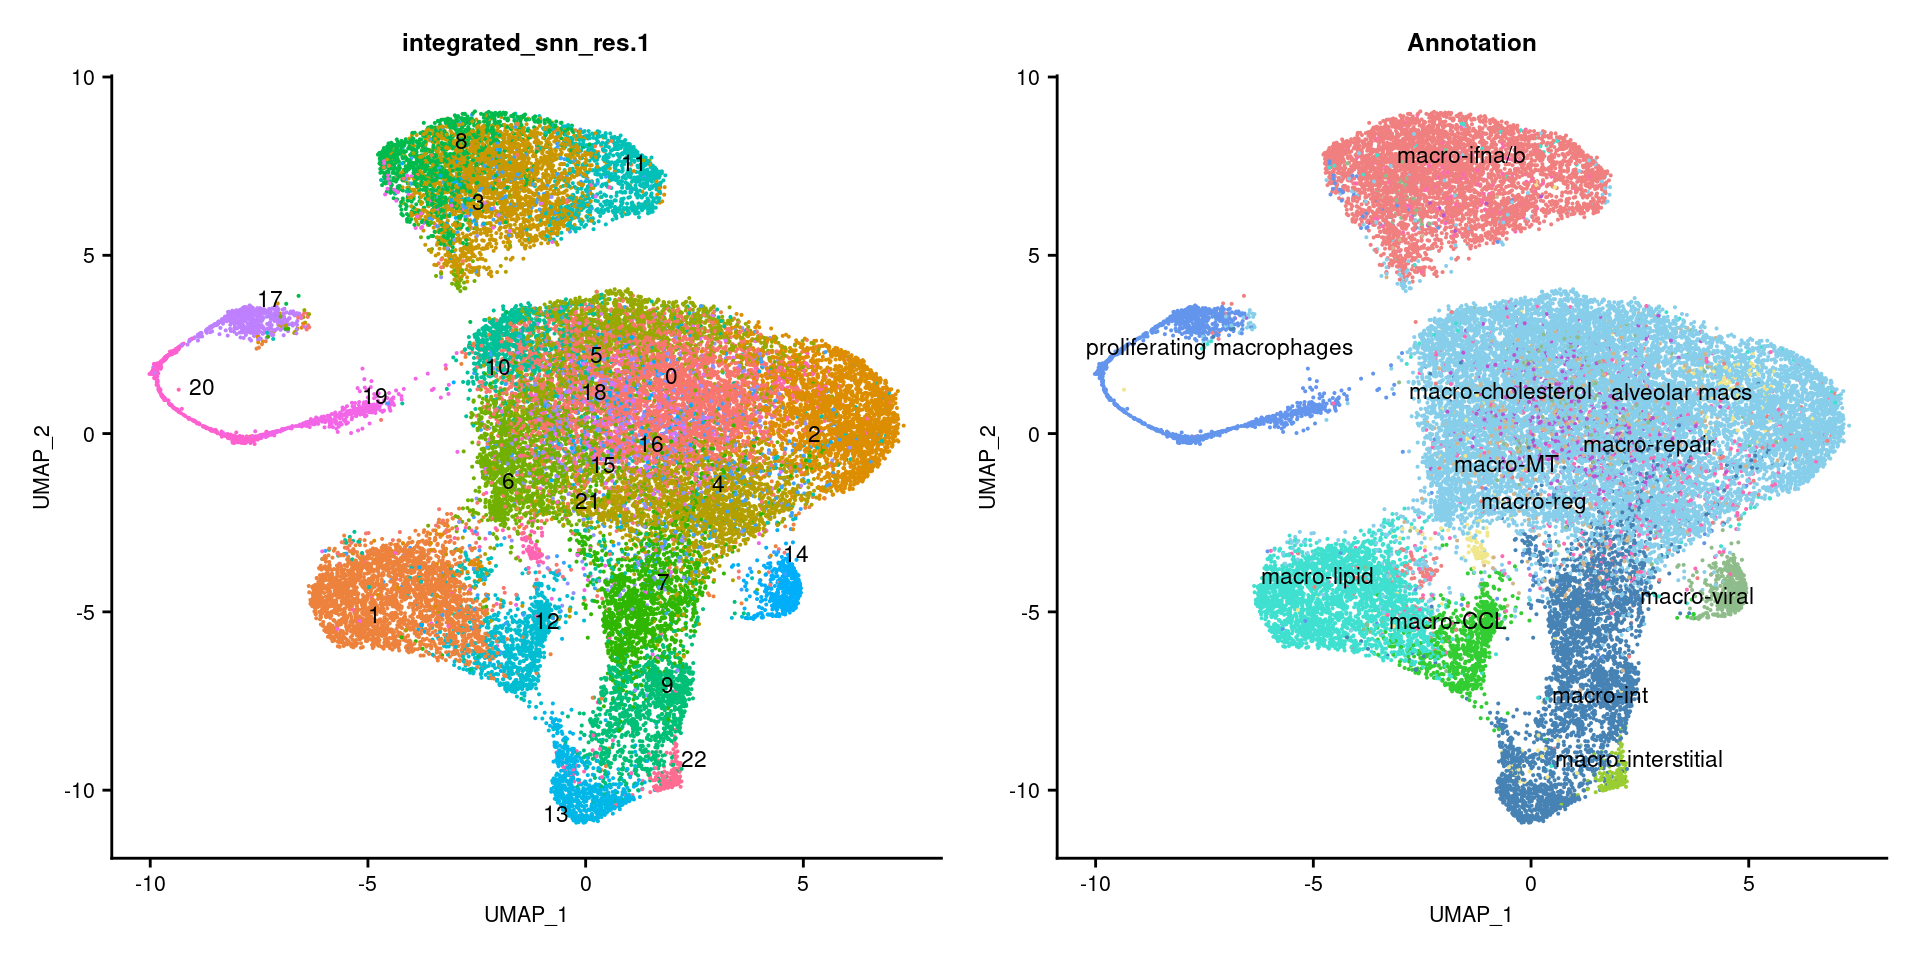 integrated_snn_res.1
10
5
0
-5
-10
UMAP_2
-10
-5
0
5
UMAP_1
8
11
3
17
20
19
10
5
0
18
2
16
15
6
4
21
14
7
1
12
9
22
13
Annotation
10
5
0
-5
-10
UMAP_2
-10
-5
0
5
UMAP_1
macro-ifna/b
proliferating macrophages
macro-cholesterol
alveolar macs
macro-repair
macro-MT
macro-reg
macro-lipid
macro-viral
macro-CCL
macro-int
macro-interstitial